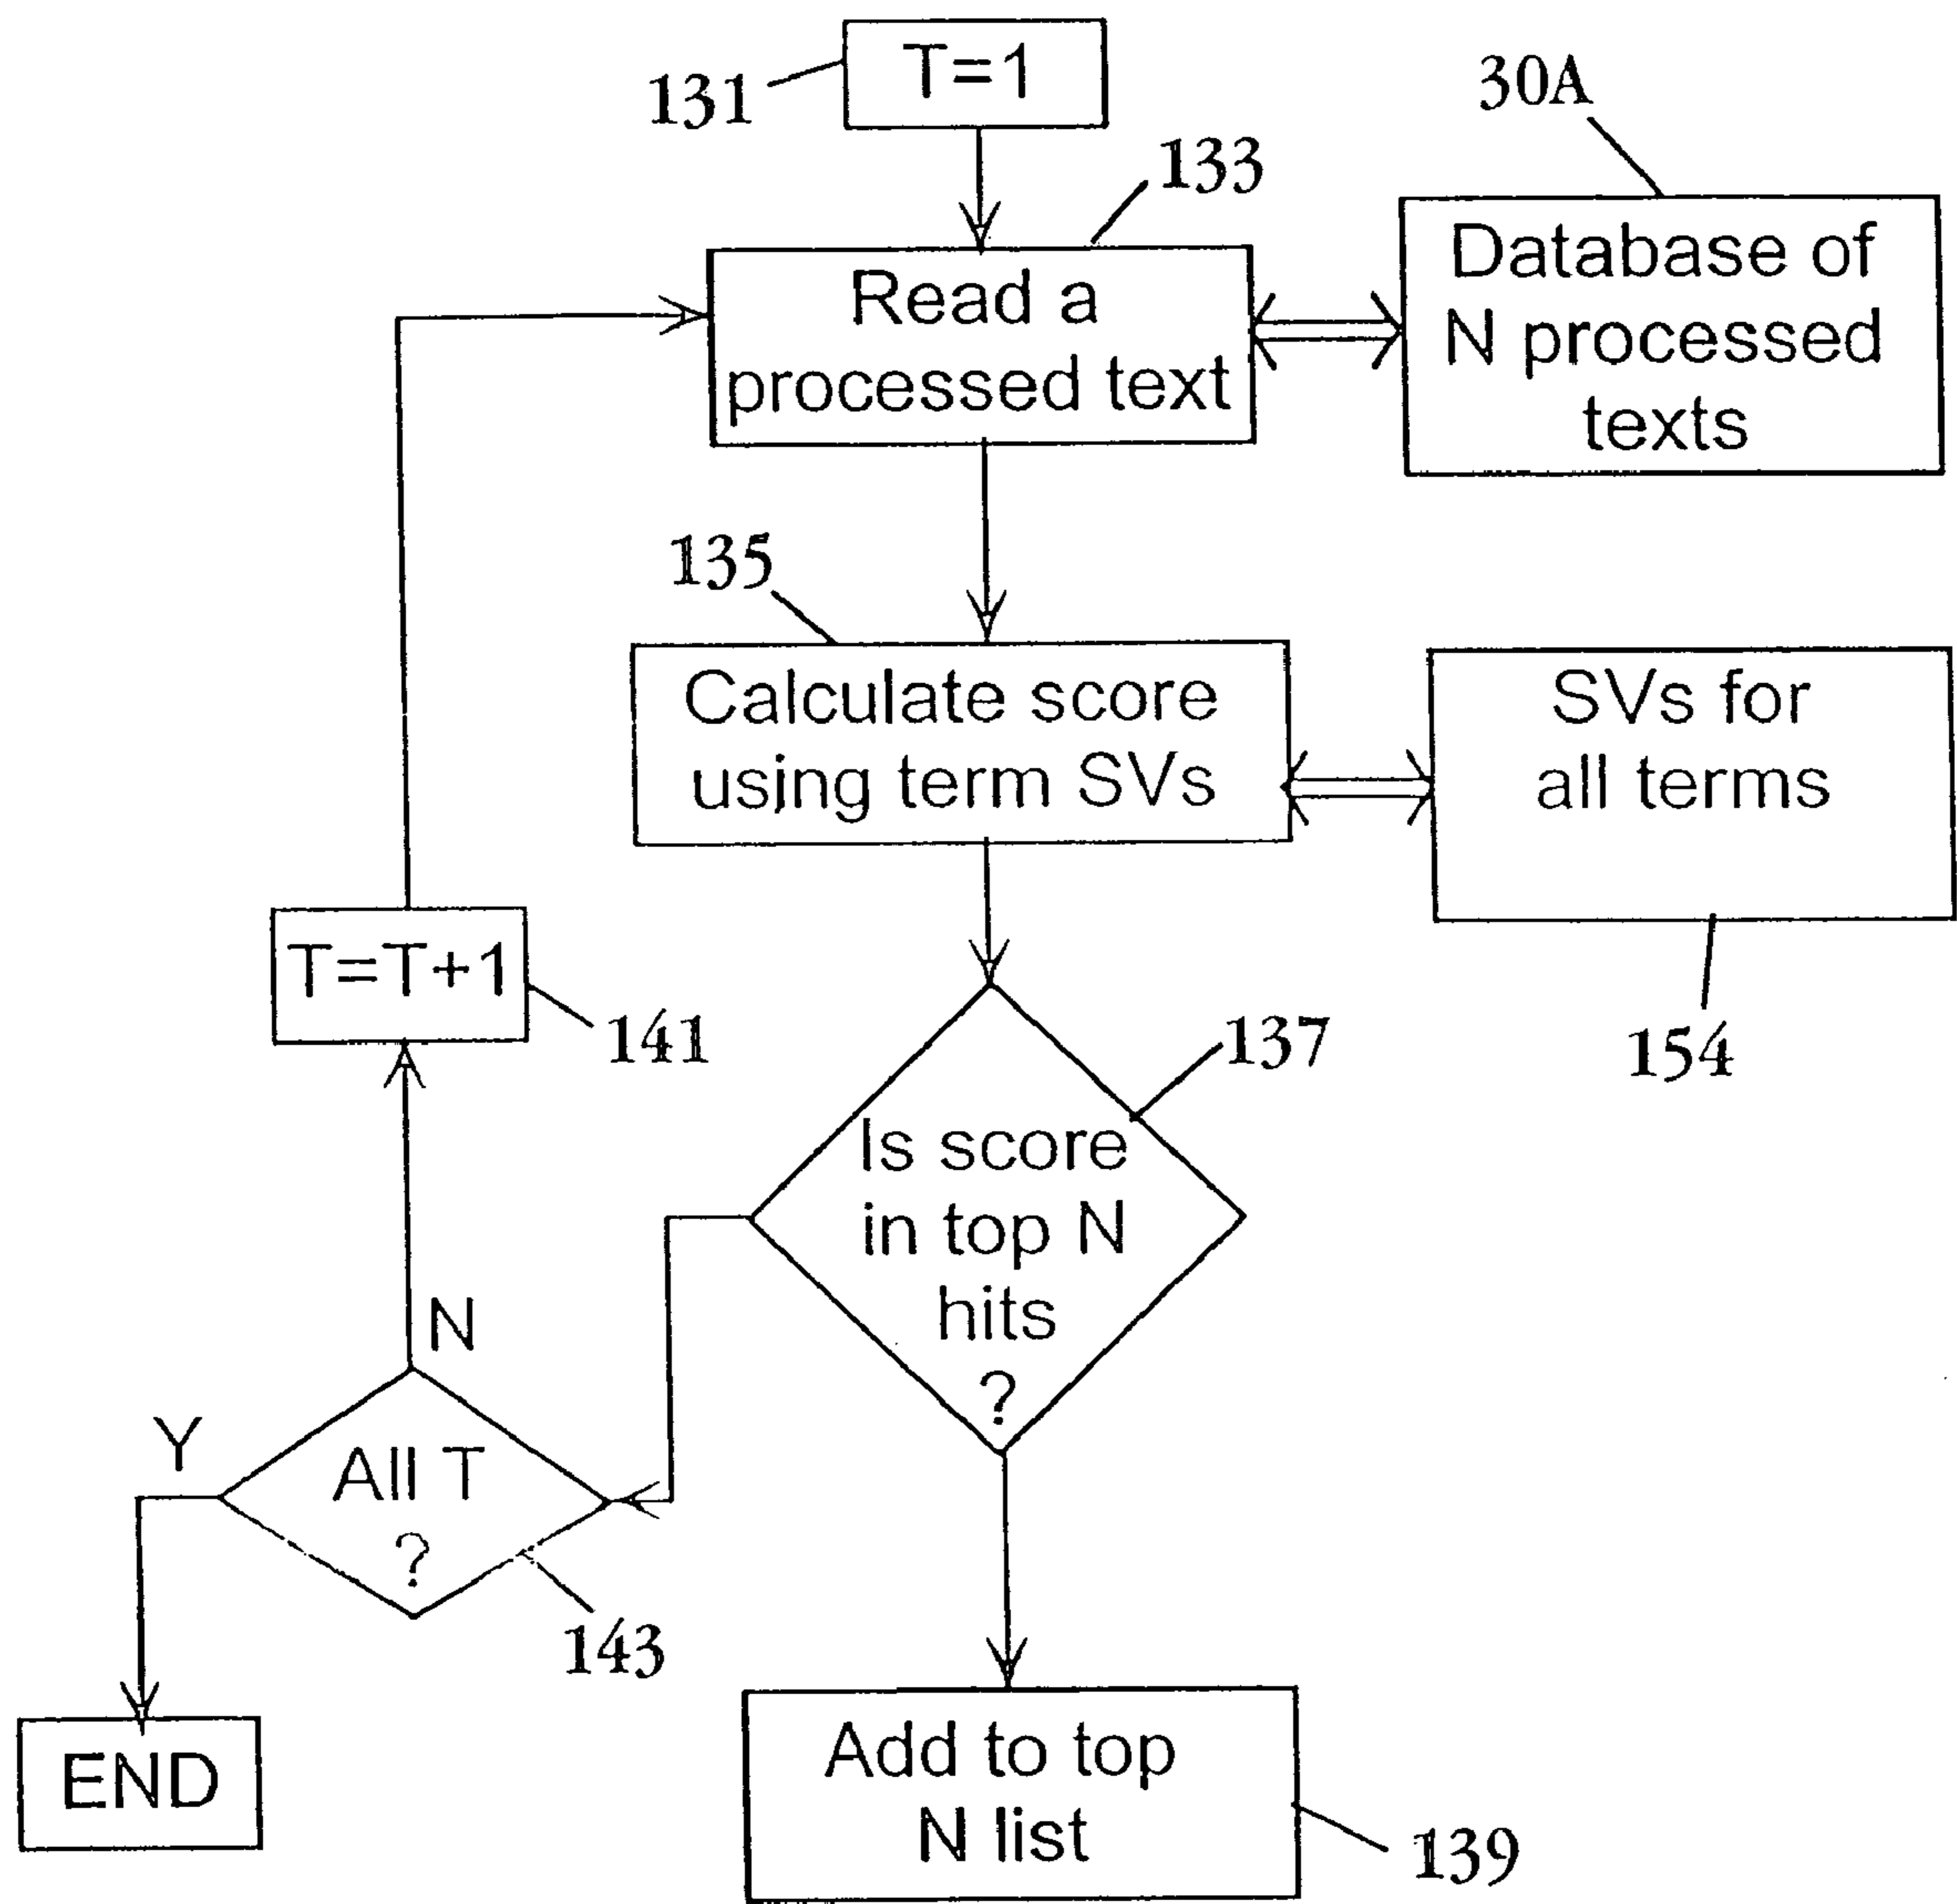 T=1
131
30A
133
Read a
processed text
Database of
N processed
texts
135
Calculate score
using term SVs
SVs for
all terms
T=T+1
141
137
154
Is score
in top N
hits
?
N
Y
All T
?
143
END
Add to top
N list
139